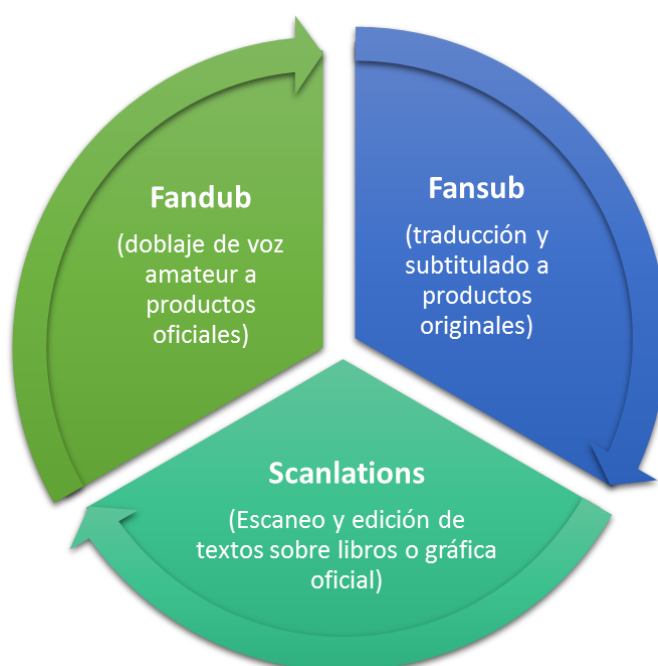 Fandub
(doblaje de voz
amateur a
productos
oficiales)
Fansub
(traducción y
subtitulado a
productos
originales)
Scanlations
(Escaneo y edición de
textos sobre libros o gráfica
oficial)